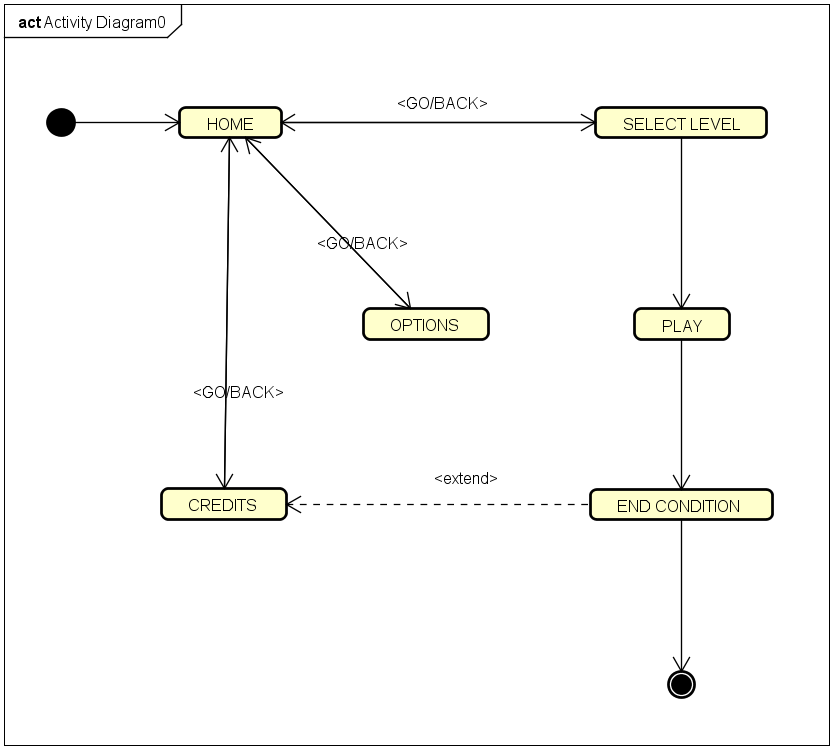 act Activity Diagram0
<GO/BACK>
HOME
SELECT LEVEL
<GO/BACK>
OPTIONS
PLAY
<GO/BACK>
<extend>
CREDITS
END CONDITION